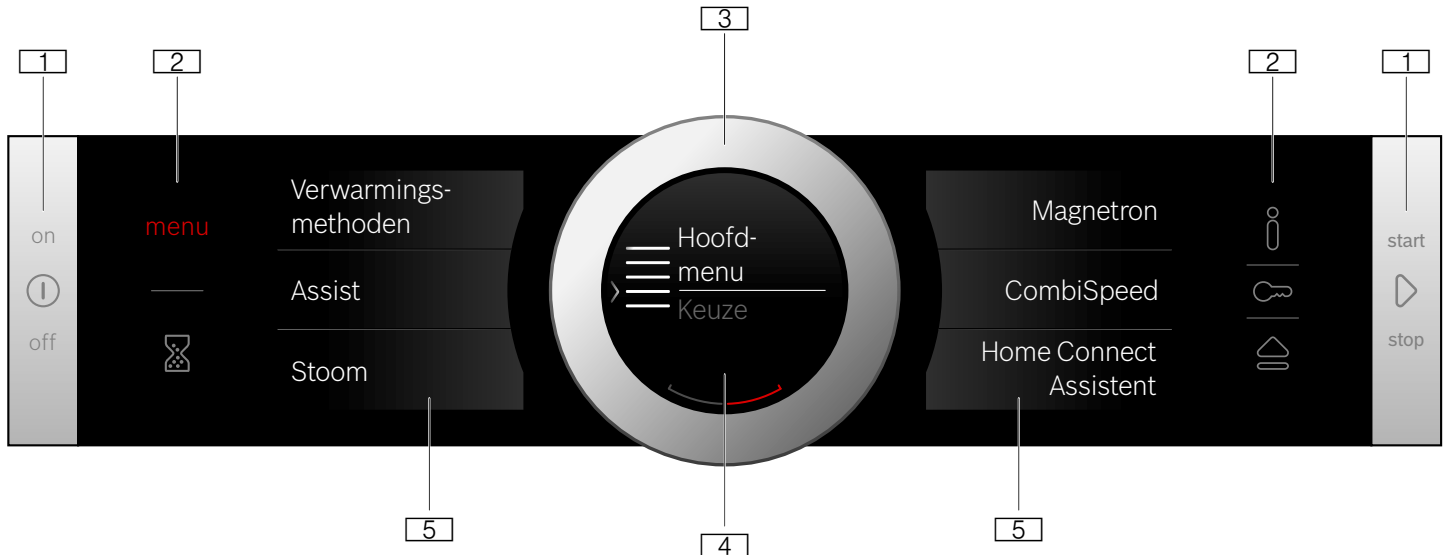 3
1
2
2
1
on
off
menu
Verwarmings-
methoden
Assist
Stoom
Hoofd-
menu
Keuze
Magnetron
CombiSpeed
Home Connect
Assistent
start
stop
5
4
5